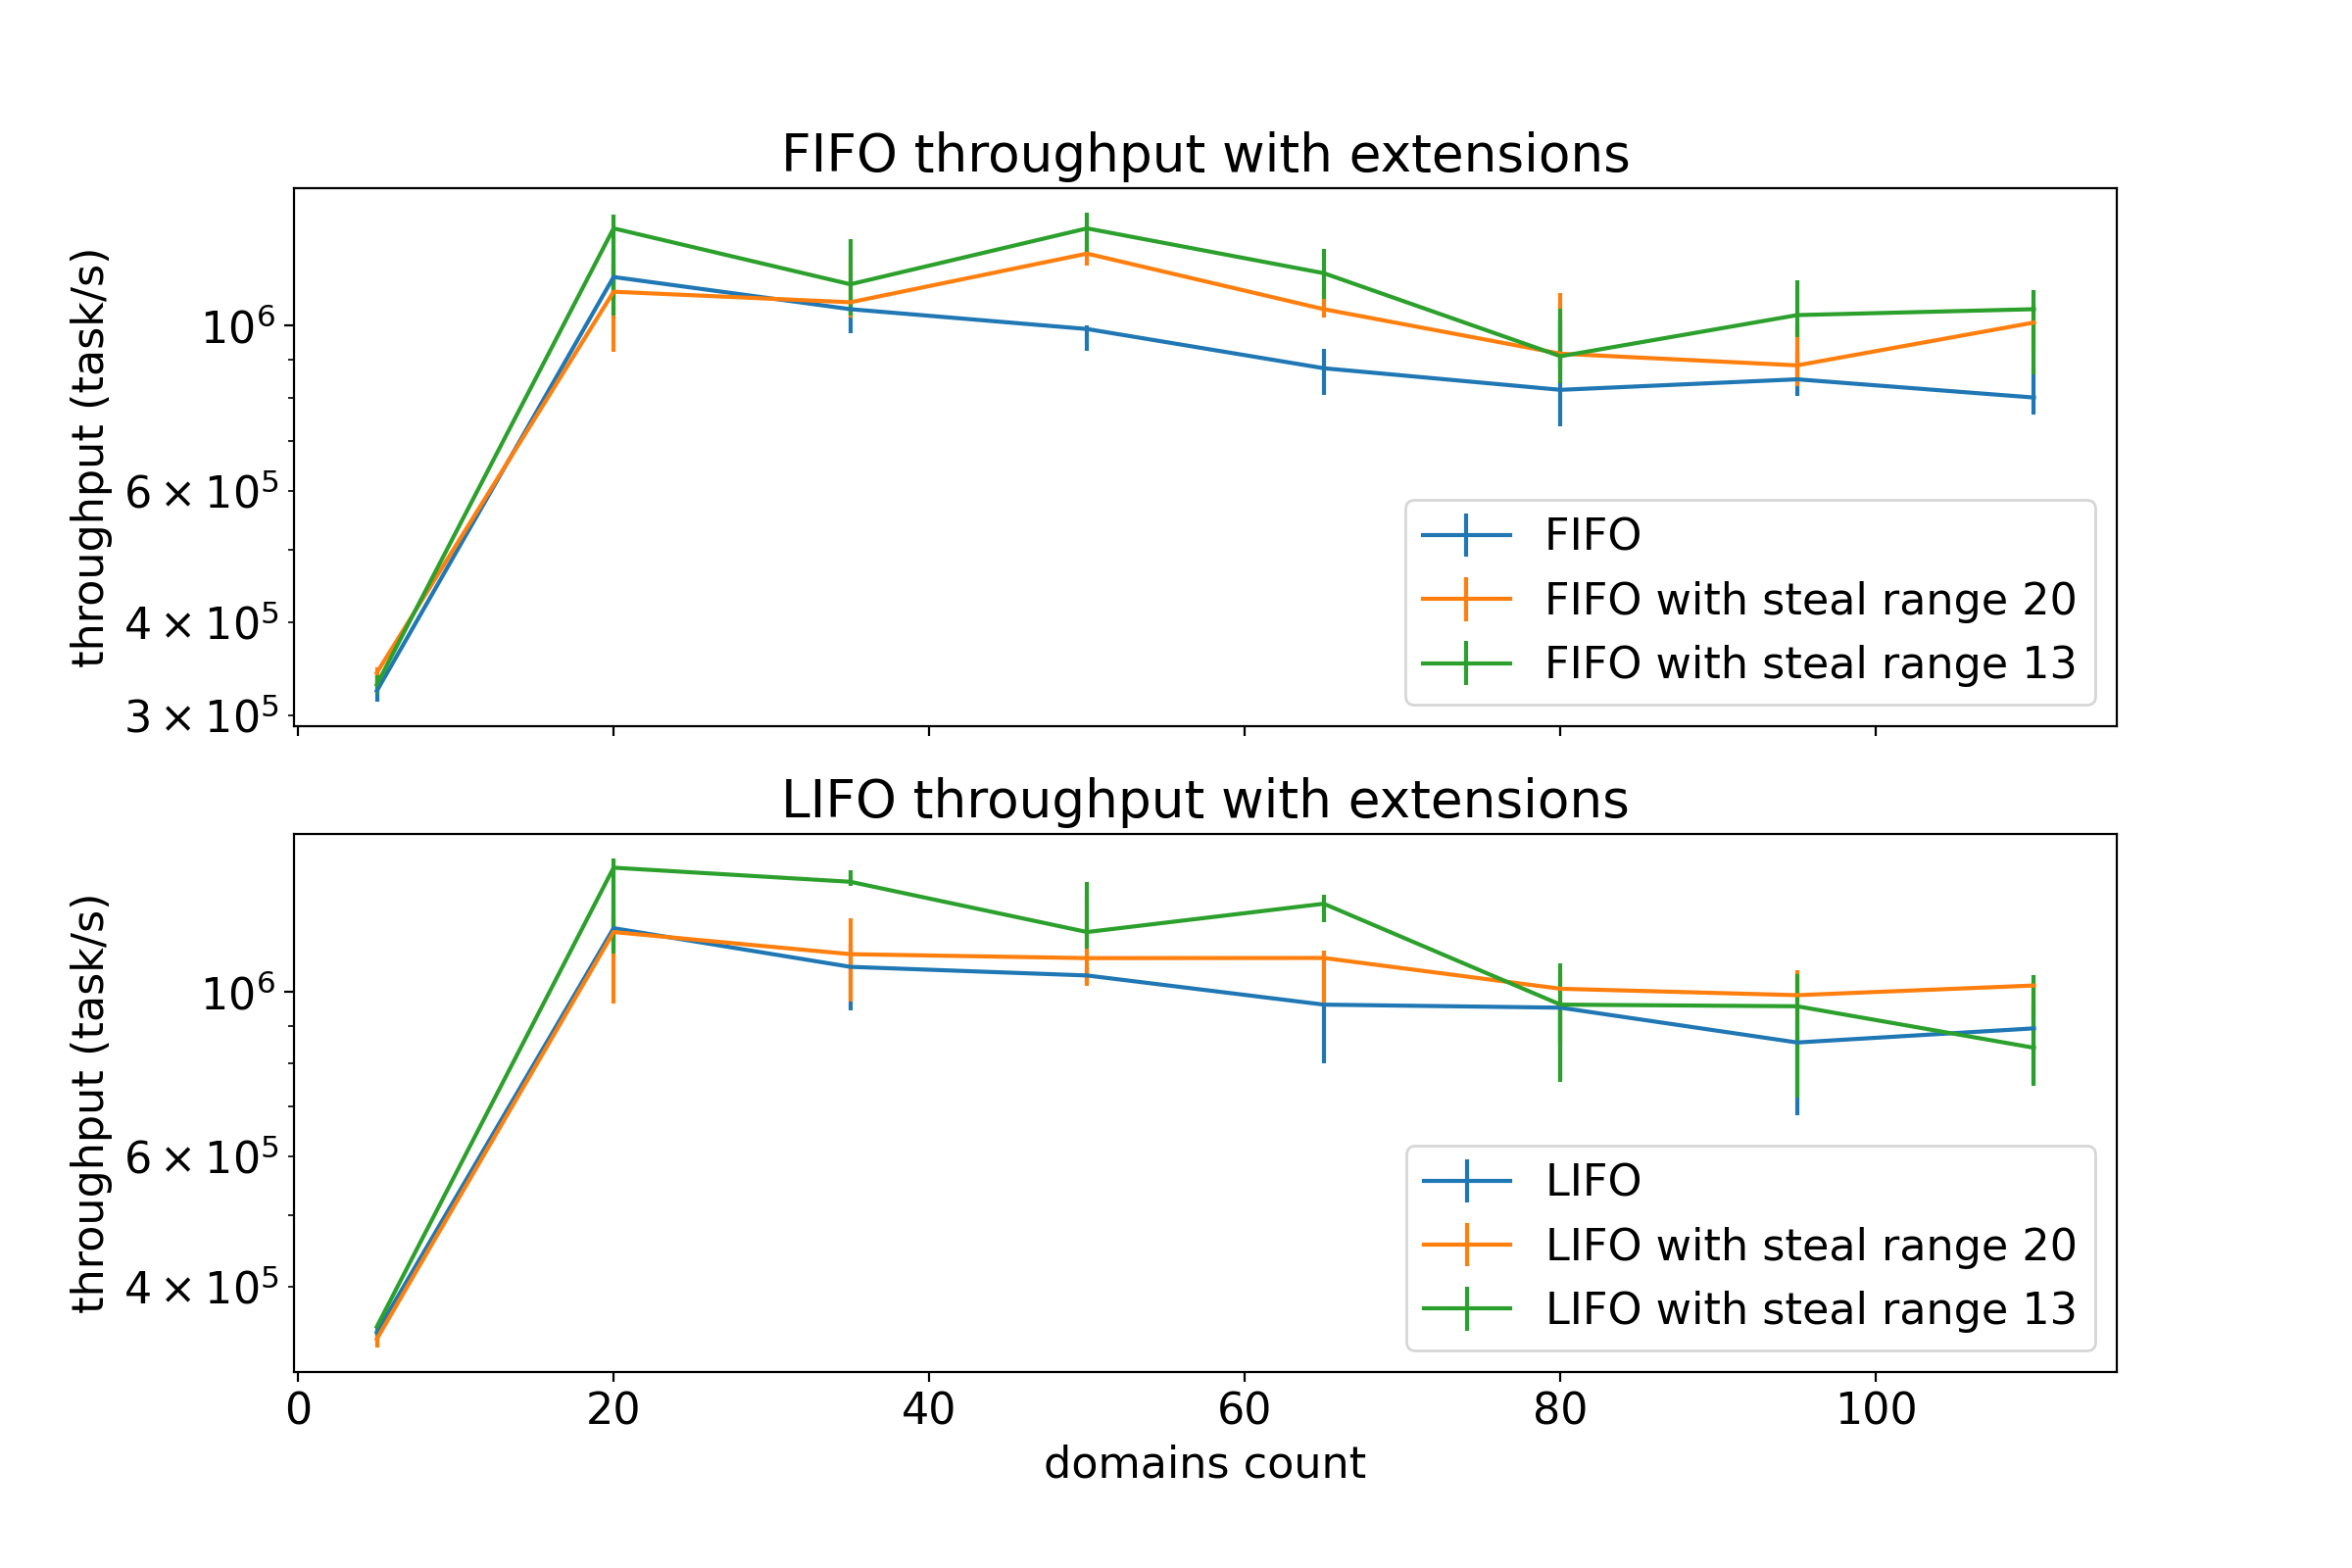 FIFO throughput with extensions
throughput (task/s)
10⁶
6 × 10⁵
4 × 10⁵
3 × 10⁵
FIFO
FIFO with steal range 20
FIFO with steal range 13
LIFO throughput with extensions
throughput (task/s)
10⁶
6 × 10⁵
4 × 10⁵
LIFO
LIFO with steal range 20
LIFO with steal range 13
0 20 40 60 80 100
domains count